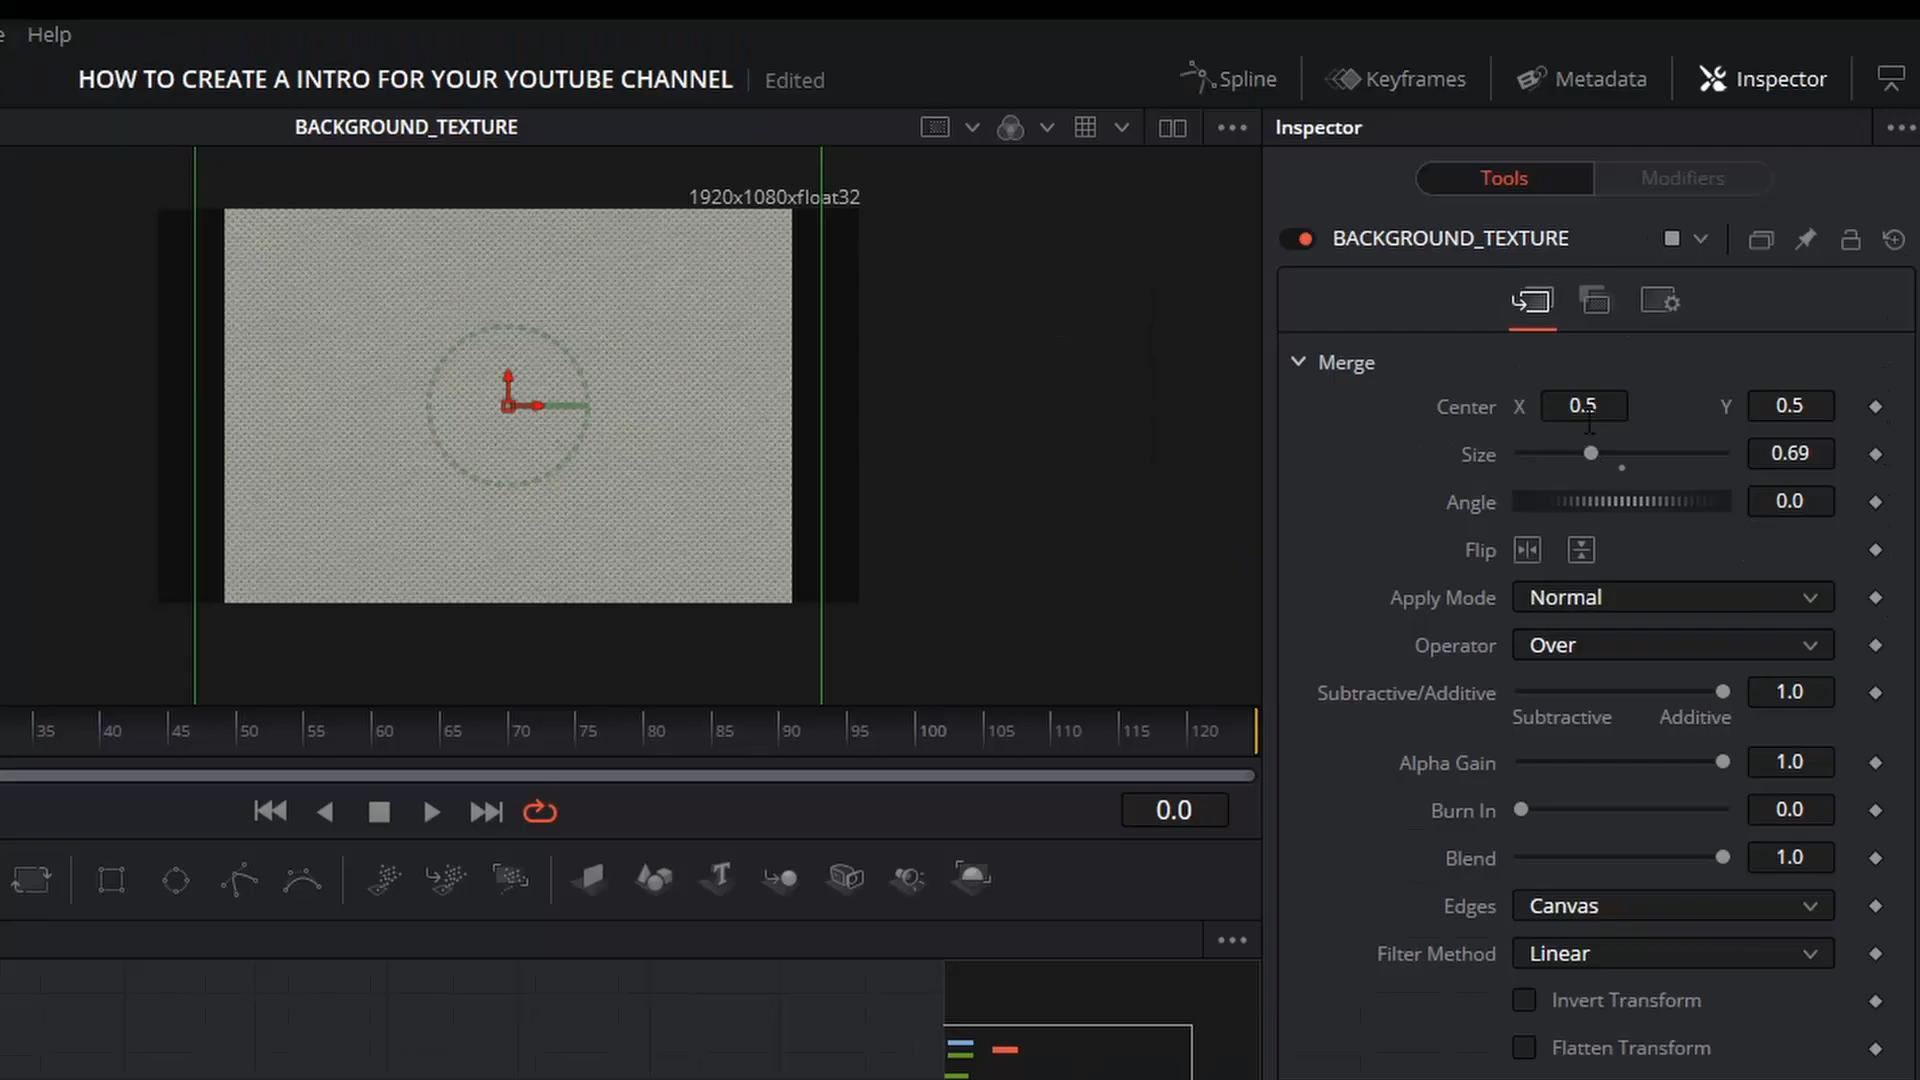 Help
HOW TO CREATE A INTRO FOR YOUR YOUTUBE CHANNEL Edited
Spline Keyframes Metadata Inspector
BACKGROUND_TEXTURE
Inspector
1920x1080xfloat32
Tools Modifiers
BACKGROUND_TEXTURE
Merge
Center X 0.5 Y 0.5
Size 0.69
Angle 0.0
Flip
Apply Mode Normal
Operator Over
Subtractive/Additive 1.0
Subtractive Additive
35 40 45 50 55 60 65 70 75 80 85 90 95 100 105 110 115 120
Alpha Gain 1.0
0.0
Burn In 0.0
Blend 1.0
Edges Canvas
Filter Method Linear
Invert Transform
Flatten Transform